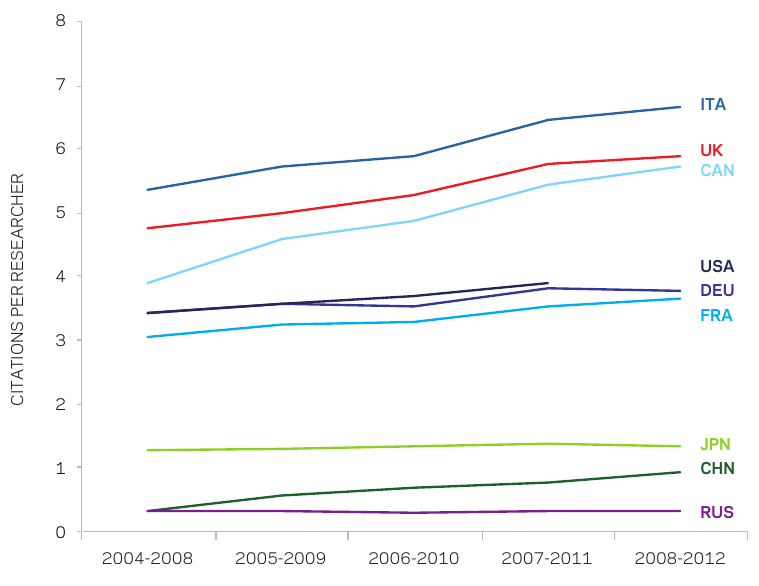 8
7
6
5
4
3
2
1
0
CITATIONS PER RESEARCHER
ITA
UK
CAN
USA
DEU
FRA
JPN
CHN
RUS
2004-2008 2005-2009 2006-2010 2007-2011 2008-2012